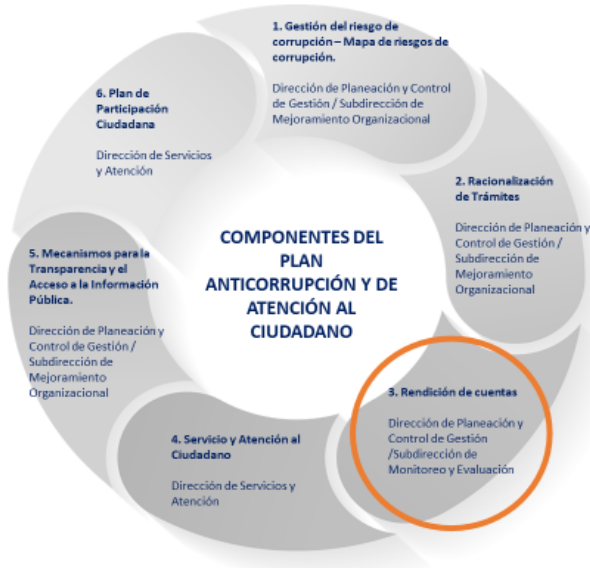 1. Gestión del riesgo de
corrupción – Mapa de riesgos de
corrupción.
Dirección de Planeación y Control
de Gestión / Subdirección de
Mejoramiento Organizacional
2. Racionalización
de Trámites
Dirección de Planeación y
Control de Gestión /
Subdirección de
Mejoramiento
Organizacional
3. Rendición de cuentas
Dirección de Planeación y
Control de Gestión
/Subdirección de
Monitoreo y Evaluación
4. Servicio y Atención al
Ciudadano
Dirección de Servicios y
Atención
5. Mecanismos para la
Transparencia y el
Acceso a la Información
Pública.
Dirección de Planeación y
Control de Gestión /
Subdirección de
Mejoramiento
Organizacional
6. Plan de
Participación
Ciudadana
Dirección de Servicios
y Atención
COMPONENTES DEL
PLAN
ANTICORRUPCIÓN Y DE
ATENCIÓN AL
CIUDADANO